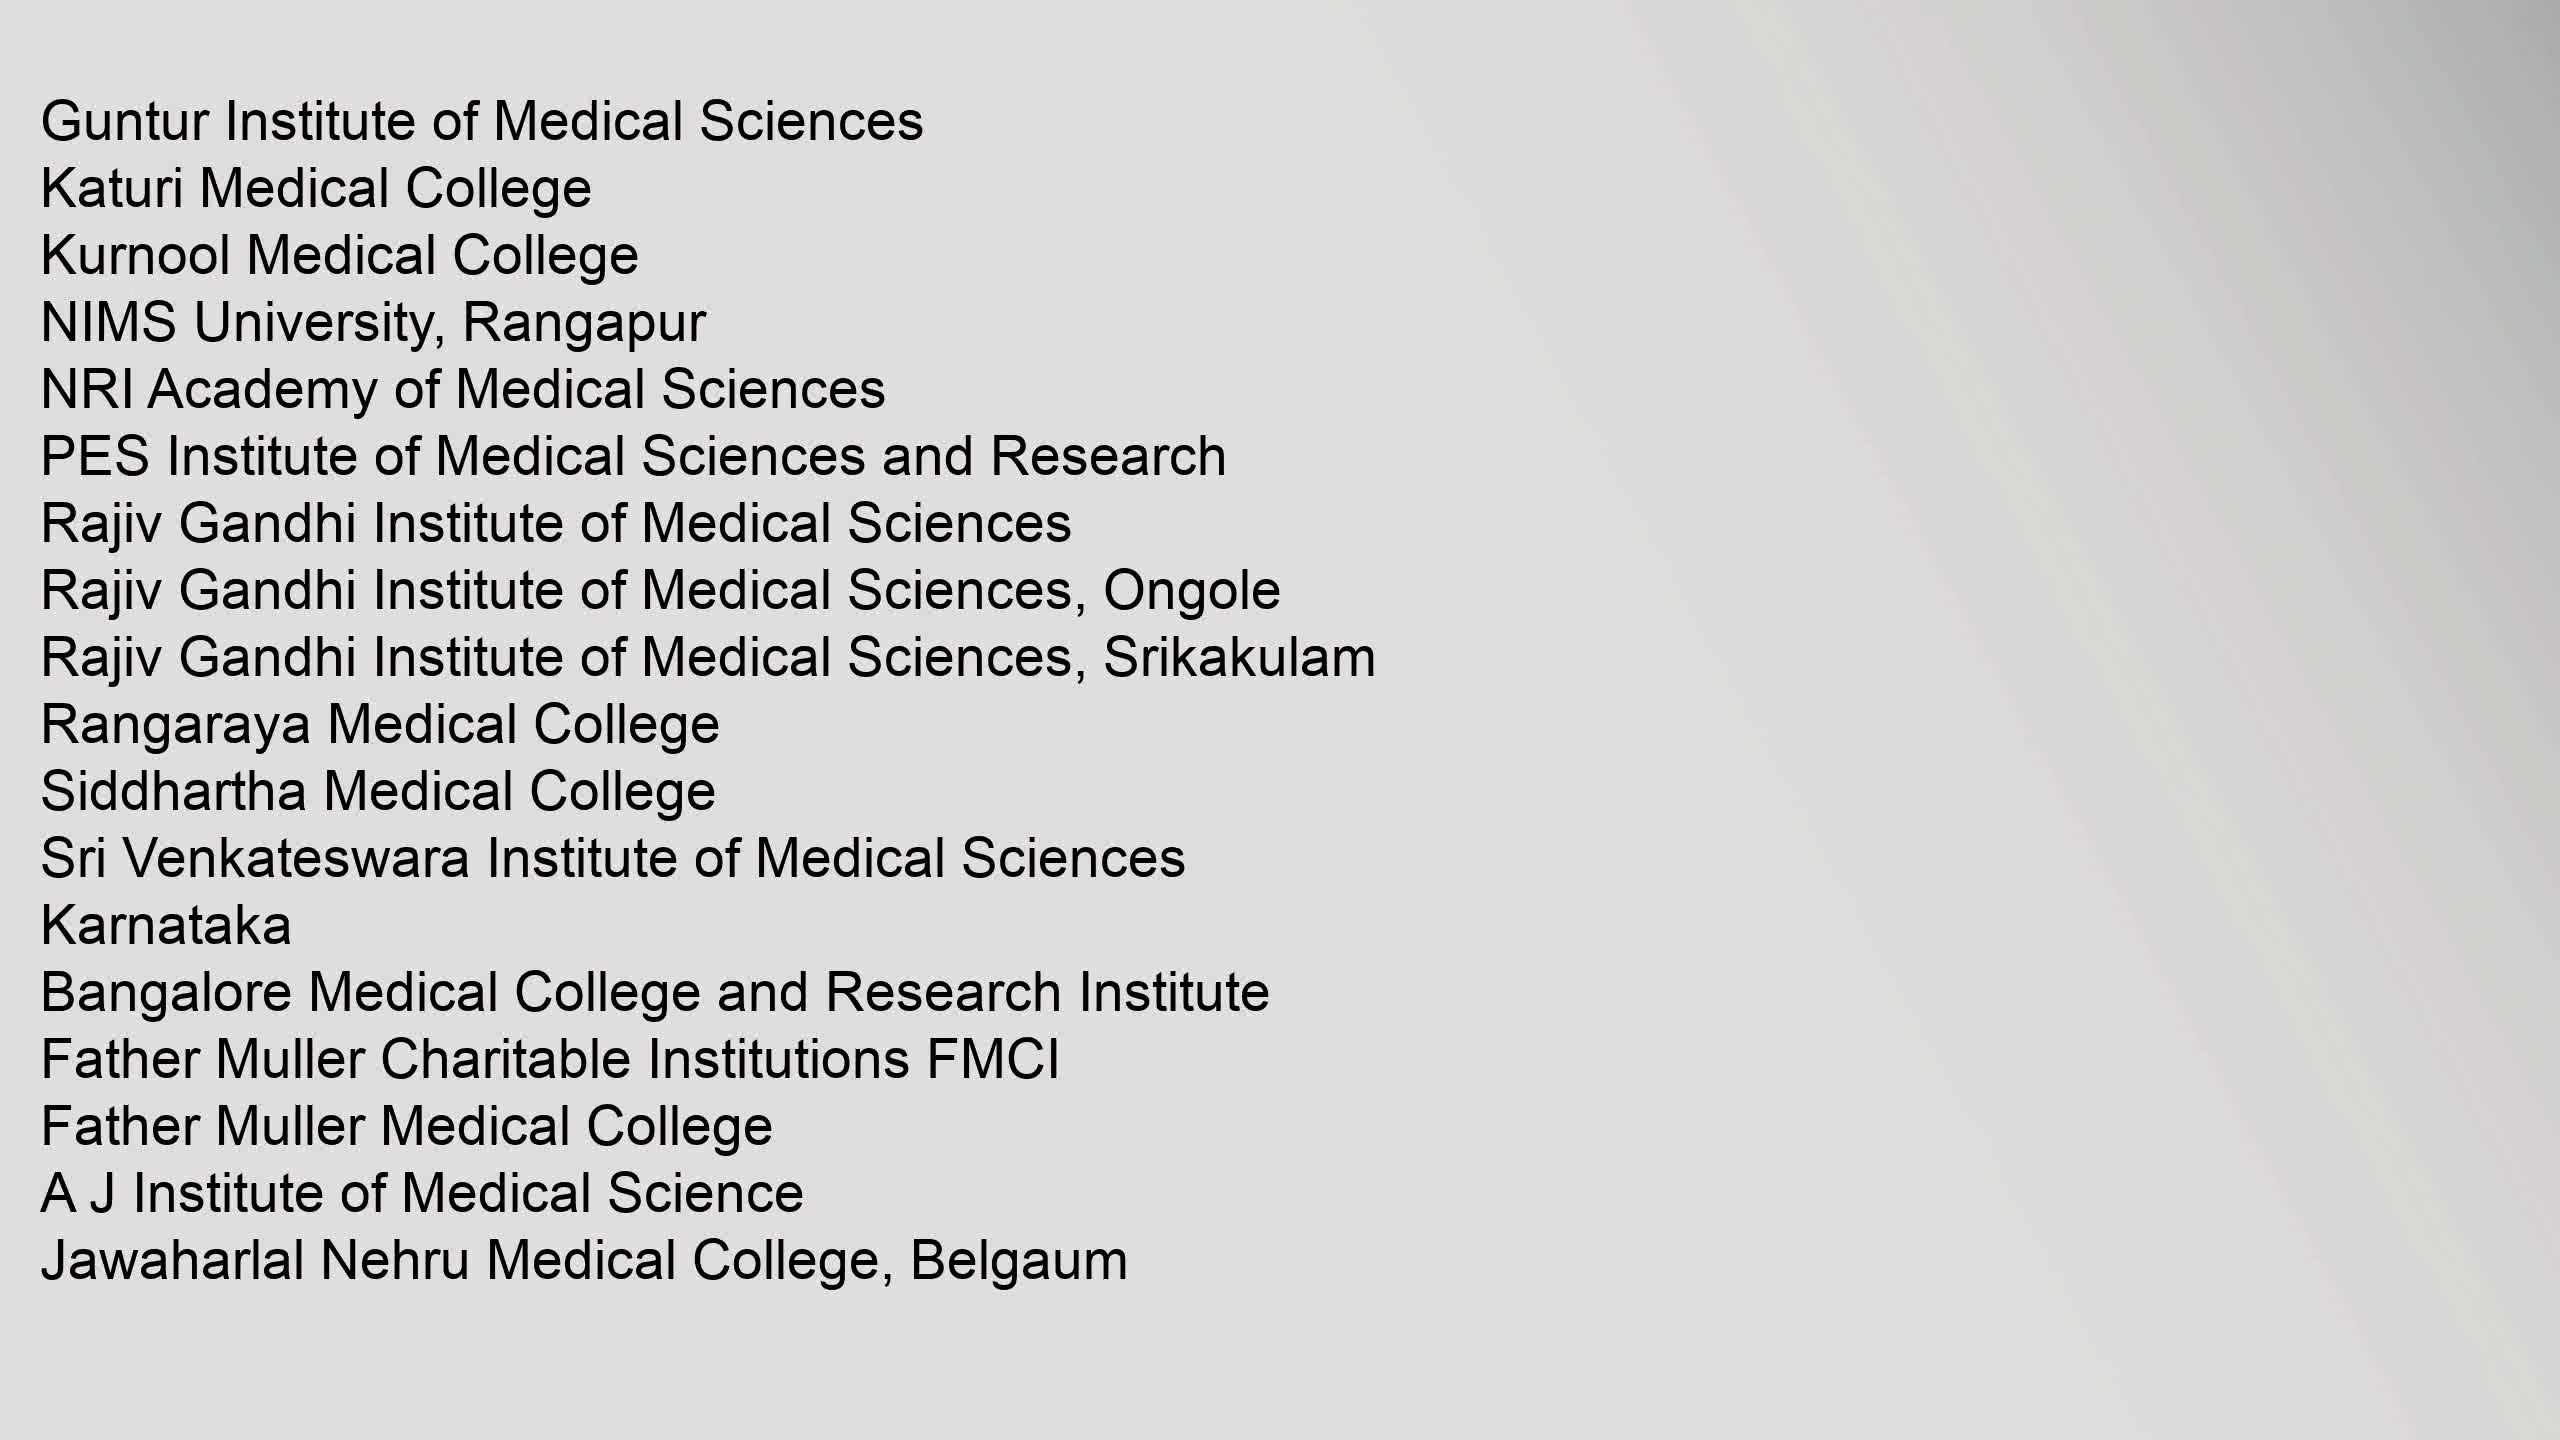 Guntur Institute of Medical Sciences
Katuri Medical College
Kurnool Medical College
NIMS University, Rangapur
NRI Academy of Medical Sciences
PES Institute of Medical Sciences and Research
Rajiv Gandhi Institute of Medical Sciences
Rajiv Gandhi Institute of Medical Sciences, Ongole
Rajiv Gandhi Institute of Medical Sciences, Srikakulam
Rangaraya Medical College
Siddhartha Medical College
Sri Venkateswara Institute of Medical Sciences
Karnataka
Bangalore Medical College and Research Institute
Father Muller Charitable Institutions FMCI
Father Muller Medical College
A J Institute of Medical Science
Jawaharlal Nehru Medical College, Belgaum